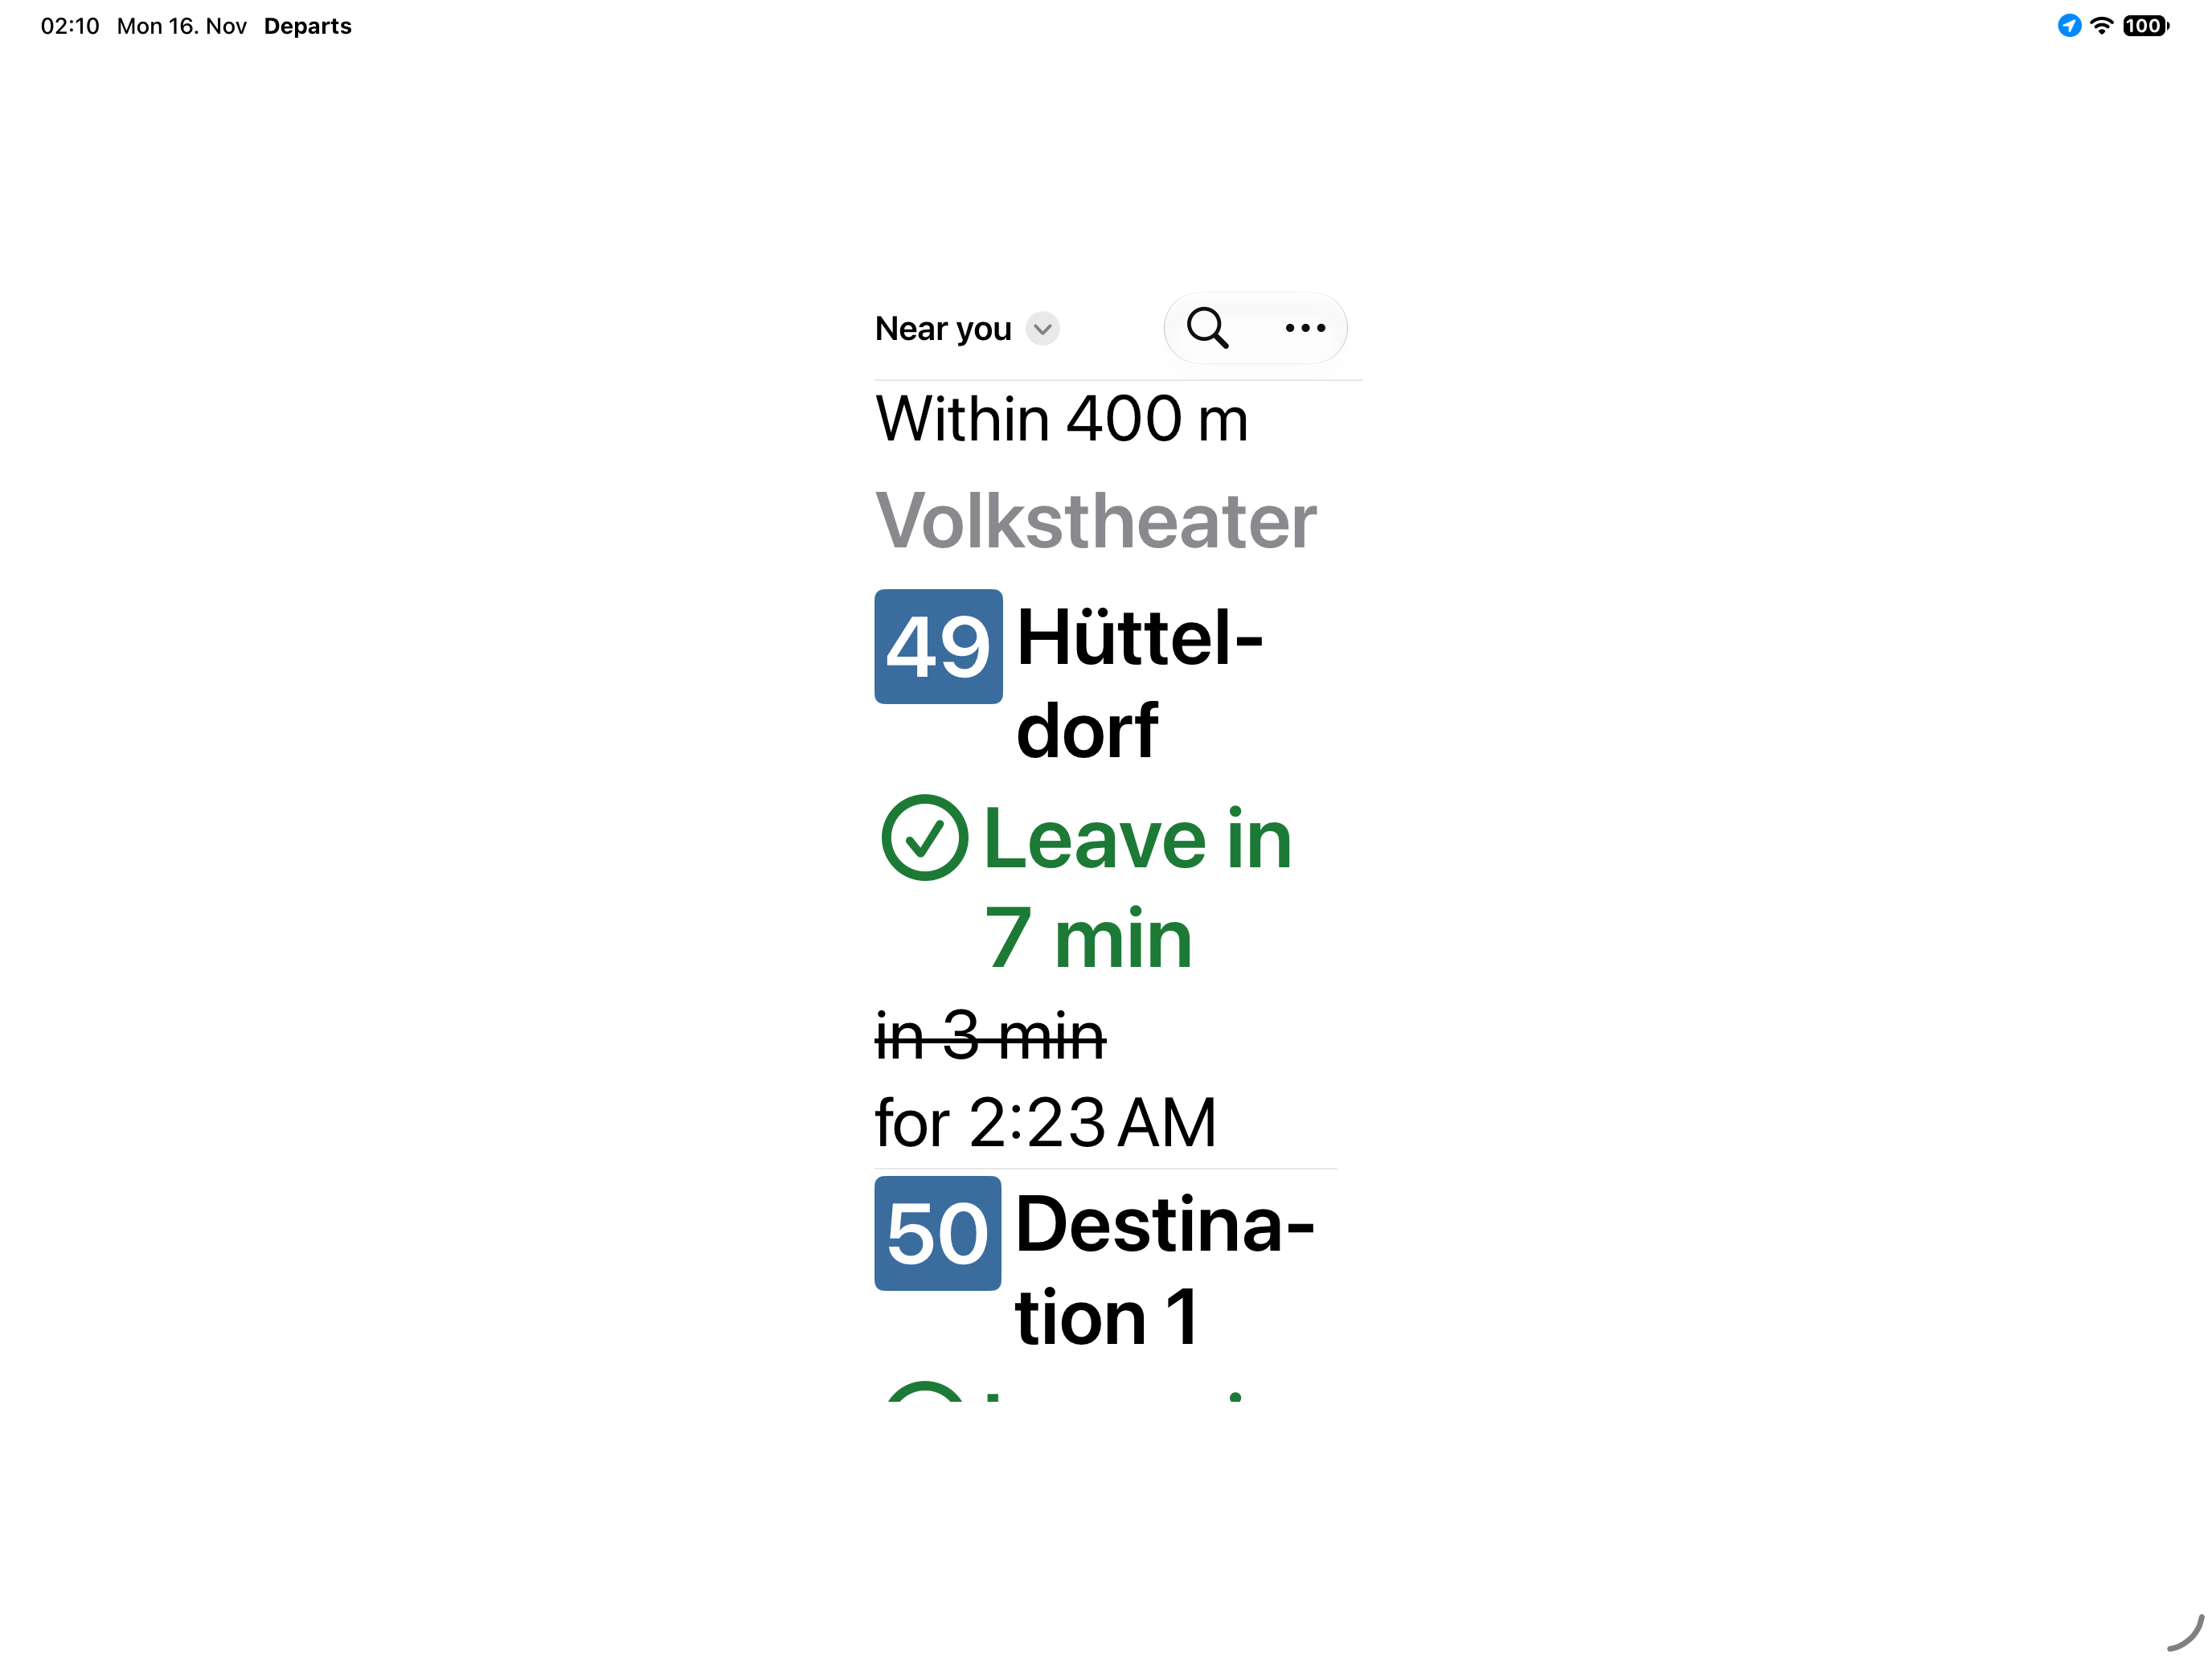 02:10 Mon 16. Nov Departs
100
Near you
Within 400 m
Volkstheater
49 Hüttel-
dorf
Leave in
7 min
in 3 min
for 2:23 AM
50 Destina-
tion 1